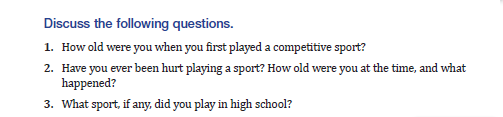 Discuss the following questions.
1. How old were you when you first played a competitive sport?
2. Have you ever been hurt playing a sport? How old were you at the time, and what
happened?
3. What sport, if any, did you play in high school?